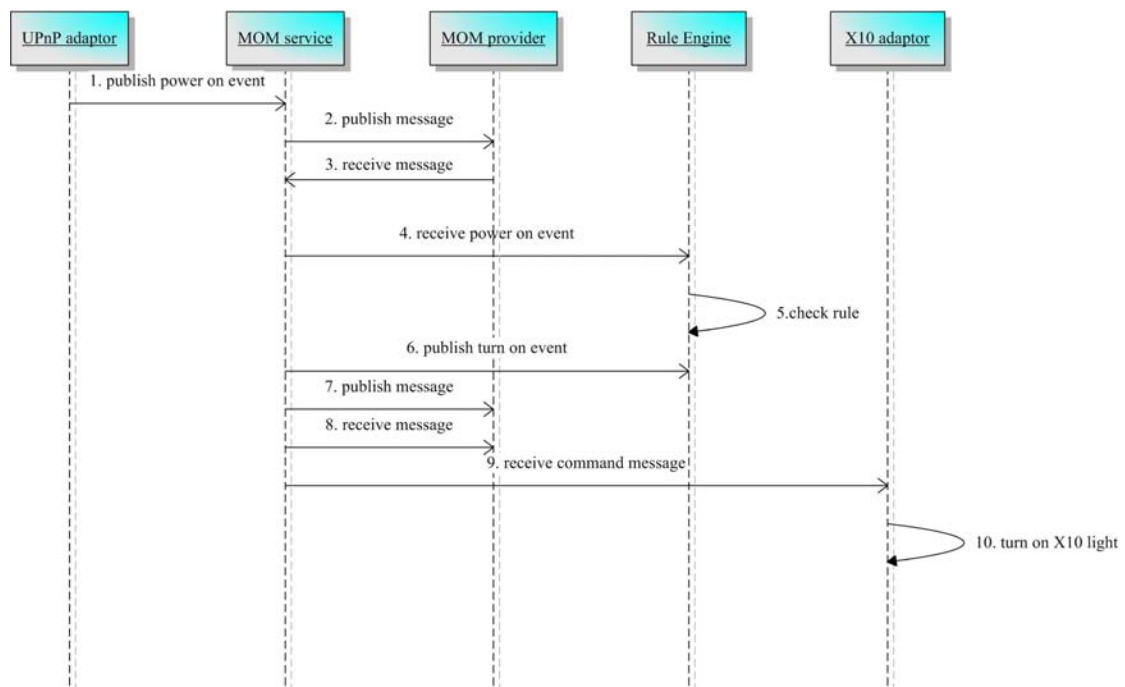 UPnP adaptor
MOM service
MOM provider
Rule Engine
X10 adaptor
1. publish power on event
2. publish message
3. receive message
4. receive power on event
5.check rule
6. publish turn on event
7. publish message
8. receive message
9. receive command message
10. turn on X10 light